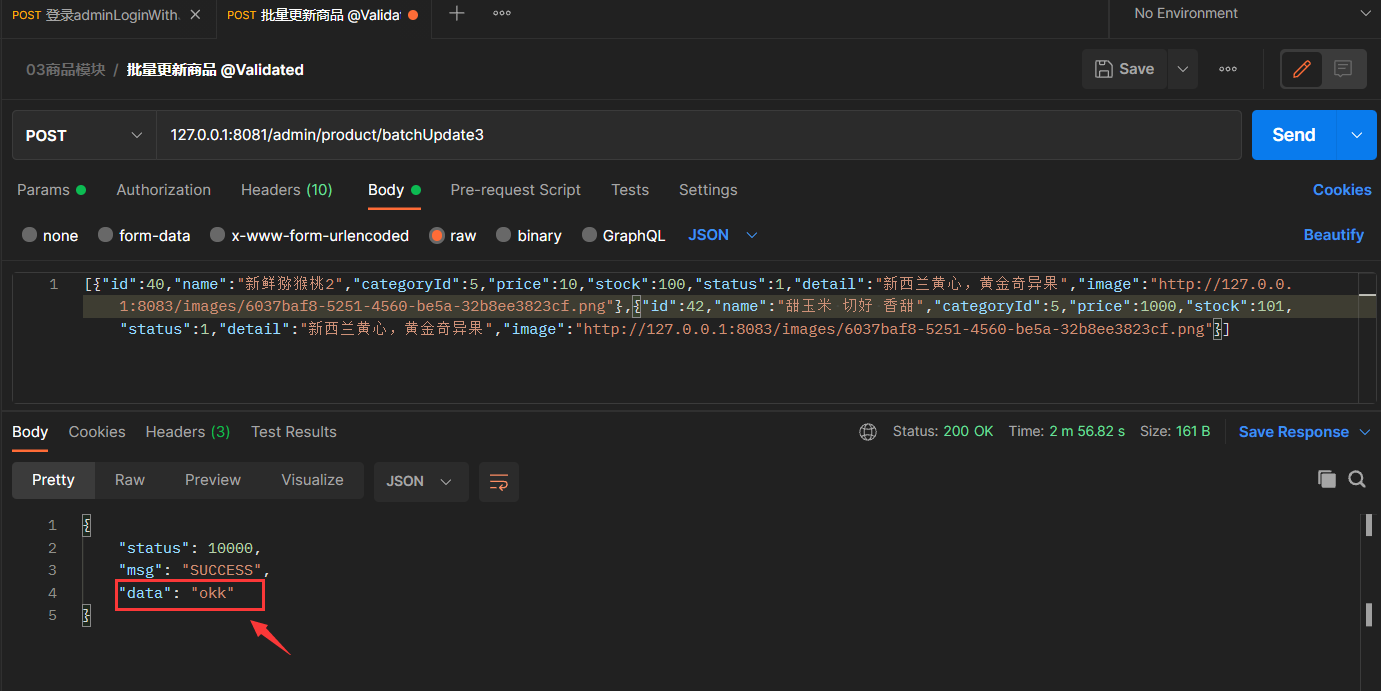 POST 登录adminLoginWith. POST 批量更新商品 @Valida No Environment
03商品模块 / 批量更新商品 @Validated Save
POST 127.0.0.1:8081/admin/product/batchUpdate3 Send
Params Authorization Headers (10) Body Pre-request Script Tests Settings Cookies
none form-data x-www-form-urlencoded raw binary GraphQL JSON Beautify
1 [{"id":40,"name":"新鲜猕猴桃2","categoryId":5,"price":10,"stock":100,"status":1,"detail":"新西兰黄心，黄金奇异果","image":"http://127.0.0.
1:8083/images/6037baf8-5251-4560-be5a-32b8ee3823cf.png"},{"id":42,"name":"甜玉米 切好 香甜","categoryId":5,"price":1000,"stock":101,
"status":1,"detail":"新西兰黄心，黄金奇异果","image":"http://127.0.0.1:8083/images/6037baf8-5251-4560-be5a-32b8ee3823cf.png"}]
Body Cookies Headers (3) Test Results Status: 200 OK Time: 2 m 56.82 s Size: 161 B Save Response
Pretty Raw Preview Visualize JSON
1 {
2 "status": 10000,
3 "msg": "SUCCESS",
4 "data": "okk"
5 }